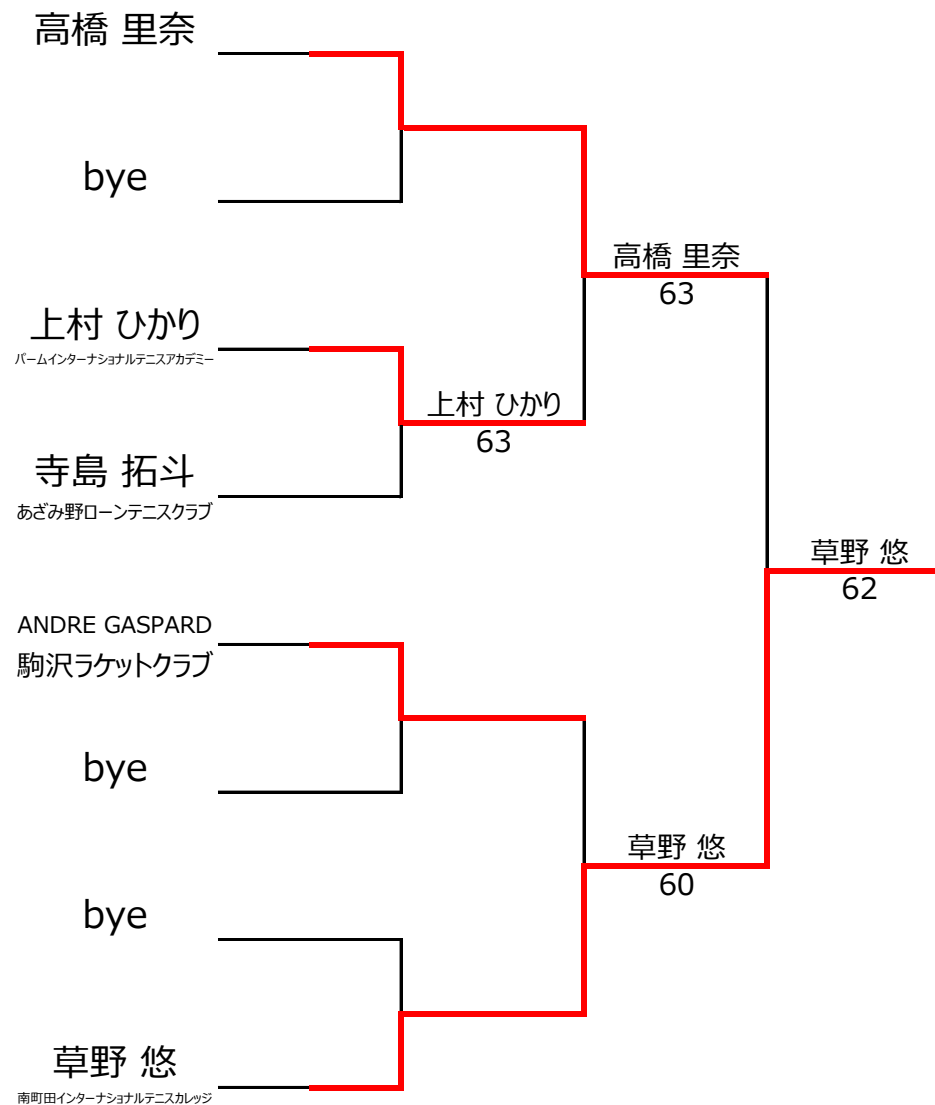 高橋 里奈
bye
上村 ひかり
パームインターナショナルテニスアカデミー
寺島 拓斗
あざみ野ローンテニスクラブ
ANDRE GASPARD
駒沢ラケットクラブ
bye
bye
草野 悠
南町田インターナショナルテニスカレッジ
上村 ひかり
63
高橋 里奈
63
草野 悠
60
草野 悠
62